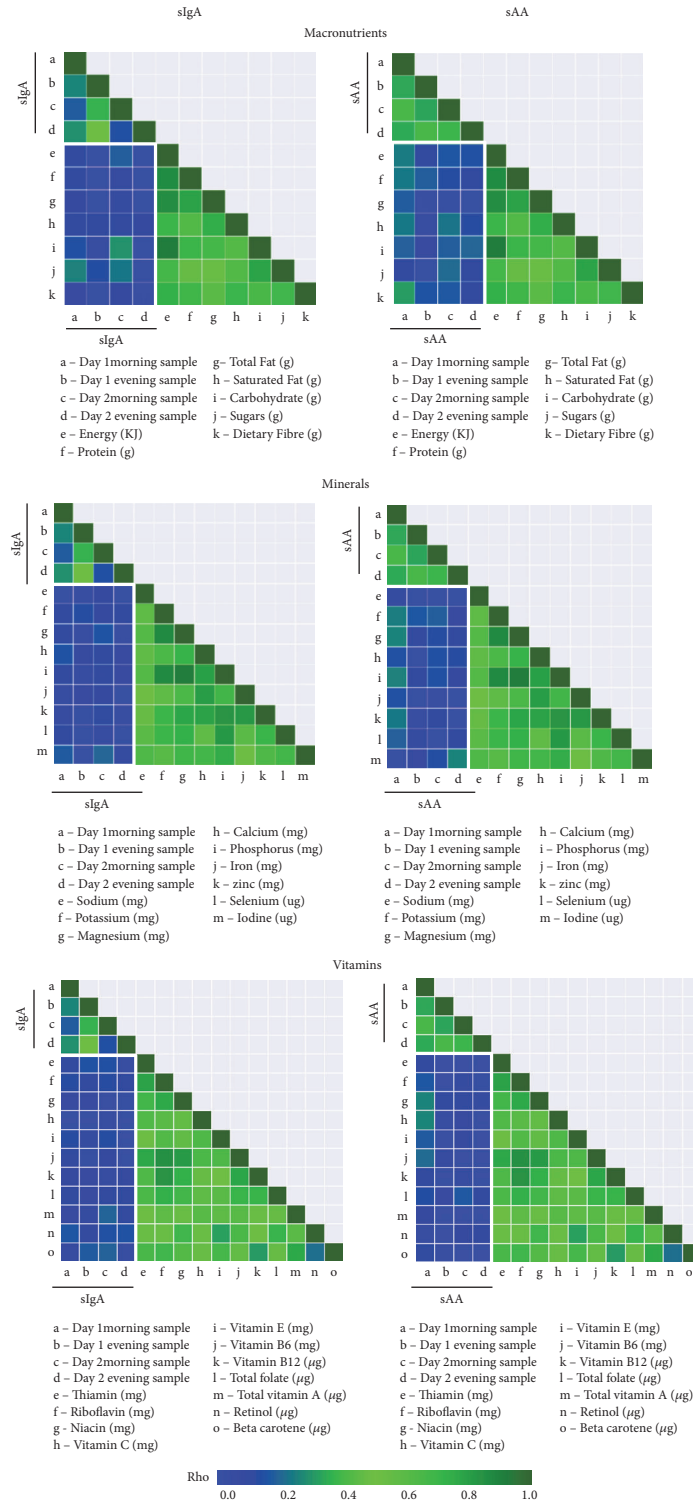 sIgA sAA
Macronutrients
sIgA
a
b
c
d
e
f
g
h
i
j
k
a b c d e f g h i j k
sIgA
sAA
a
b
c
d
e
f
g
h
i
j
k
a b c d e f g h i j k
sAA
a – Day 1morning sample
b – Day 1 evening sample
c – Day 2morning sample
d – Day 2 evening sample
e – Energy (KJ)
f – Protein (g)
g– Total Fat (g)
h – Saturated Fat (g)
i – Carbohydrate (g)
j – Sugars (g)
k – Dietary Fibre (g)
a – Day 1morning sample
b – Day 1 evening sample
c – Day 2morning sample
d – Day 2 evening sample
e – Energy (KJ)
f – Protein (g)
g– Total Fat (g)
h – Saturated Fat (g)
i – Carbohydrate (g)
j – Sugars (g)
k – Dietary Fibre (g)
Minerals
sIgA
a
b
c
d
e
f
g
h
i
j
k
l
m
a b c d e f g h i j k l m
sIgA
sAA
a
b
c
d
e
f
g
h
i
j
k
l
m
a b c d e f g h i j k l m
sAA
a – Day 1morning sample
b – Day 1 evening sample
c – Day 2morning sample
d – Day 2 evening sample
e – Sodium (mg)
f – Potassium (mg)
g – Magnesium (mg)
h – Calcium (mg)
i – Phosphorus (mg)
j – Iron (mg)
k – zinc (mg)
l – Selenium (ug)
m – Iodine (ug)
a – Day 1morning sample
b – Day 1 evening sample
c – Day 2morning sample
d – Day 2 evening sample
e – Sodium (mg)
f – Potassium (mg)
g – Magnesium (mg)
h – Calcium (mg)
i – Phosphorus (mg)
j – Iron (mg)
k – zinc (mg)
l – Selenium (ug)
m – Iodine (ug)
Vitamins
sIgA
a
b
c
d
e
f
g
h
i
j
k
l
m
n
o
a b c d e f g h i j k l m n o
sIgA
sAA
a
b
c
d
e
f
g
h
i
j
k
l
m
n
o
a b c d e f g h i j k l m n o
sAA
a – Day 1morning sample
b – Day 1 evening sample
c – Day 2morning sample
d – Day 2 evening sample
e – Thiamin (mg)
f – Riboflavin (mg)
g - Niacin (mg)
h – Vitamin C (mg)
i – Vitamin E (mg)
j – Vitamin B6 (mg)
k – Vitamin B12 (μg)
l – Total folate (μg)
m – Total vitamin A (μg)
n – Retinol (μg)
o – Beta carotene (μg)
a – Day 1morning sample
b – Day 1 evening sample
c – Day 2morning sample
d – Day 2 evening sample
e – Thiamin (mg)
f – Riboflavin (mg)
g - Niacin (mg)
h – Vitamin C (mg)
i – Vitamin E (mg)
j – Vitamin B6 (mg)
k – Vitamin B12 (μg)
l – Total folate (μg)
m – Total vitamin A (μg)
n – Retinol (μg)
o – Beta carotene (μg)
Rho
0.0 0.2 0.4 0.6 0.8 1.0